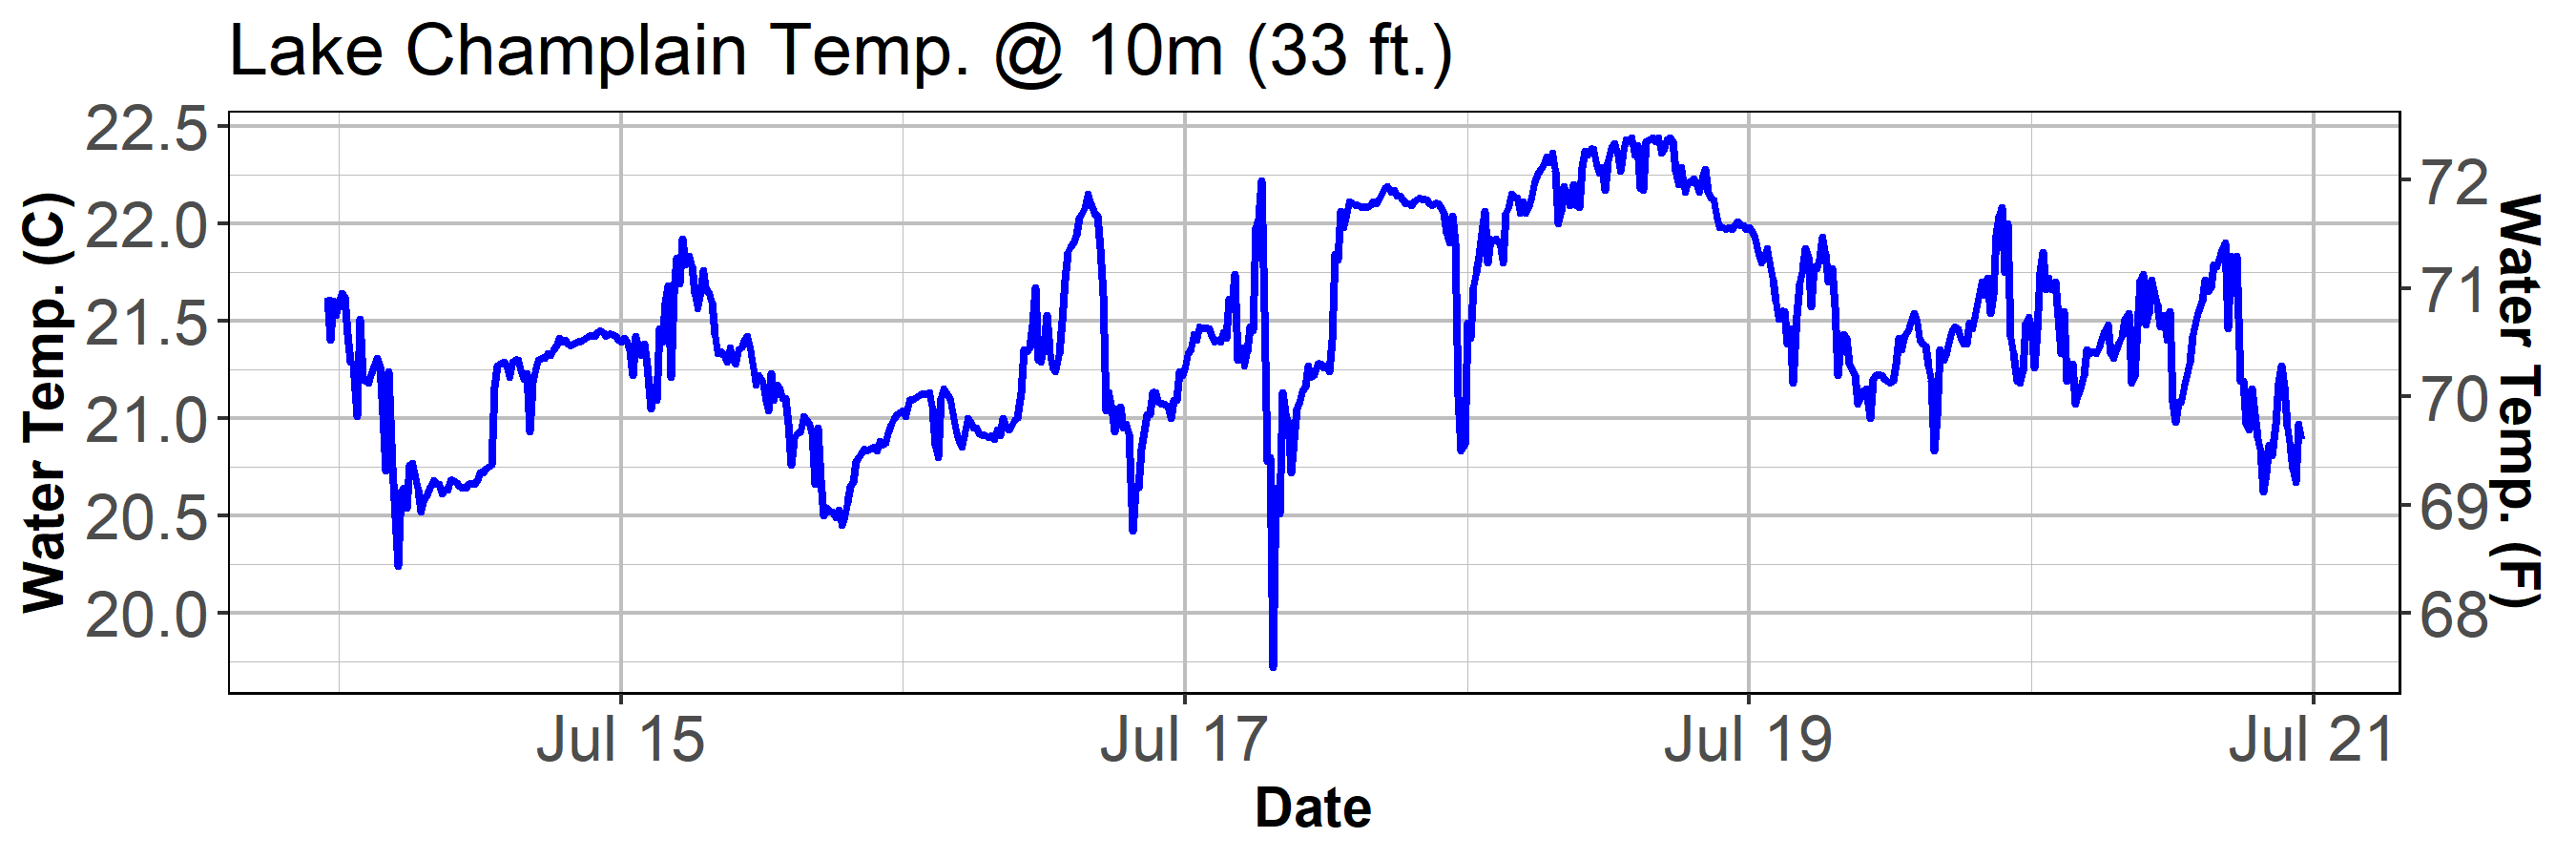 Lake Champlain Temp. @ 10m (33 ft.)
Water Temp. (C)
22.5
22.0
21.5
21.0
20.5
20.0
72
71
70
69
68
Water Temp. (F)
Jul 15 Jul 17 Jul 19 Jul 21
Date